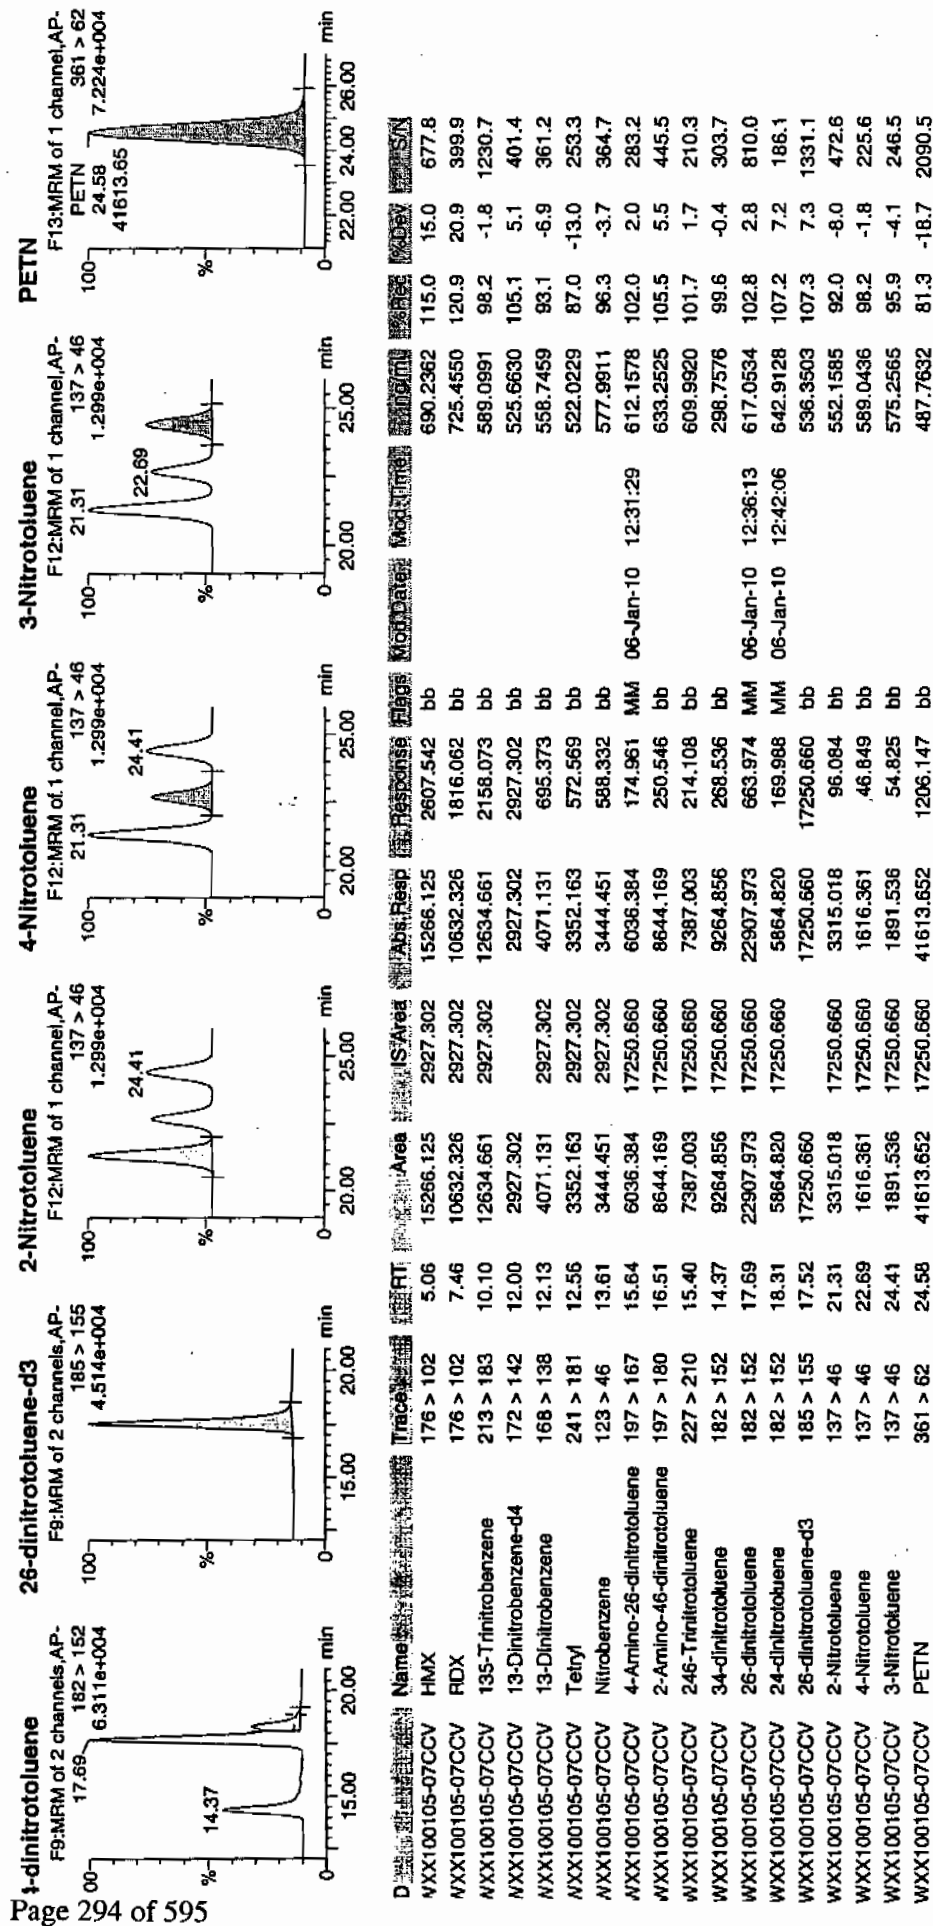 4-dinitrotoluene
F9:MRM of 2 channels,AP-
182 > 152
6.311e+004
17.69
14.37
00
%
0
15.00
20.00
min
26-dinitrotoluene-d3
F9:MRM of 2 channels,AP-
185 > 155
4.514e+004
100
%
0
15.00
20.00
min
2-Nitrotoluene
F12:MRM of 1 channel,AP-
137 > 46
1.299e+004
21.31
24.41
100
%
0
20.00
25.00
min
4-Nitrotoluene
F12:MRM of 1 channel,AP-
137 > 46
1.299e+004
21.31
24.41
100
%
0
20.00
25.00
min
3-Nitrotoluene
F12:MRM of 1 channel,AP-
137 > 46
1.299e+004
21.31
22.69
100
%
0
20.00
25.00
min
PETN
F13:MRM of 1 channel,AP-
361 > 62
7.224e+004
PETN
24.58
41613.65
100
%
0
22.00
24.00
26.00
min
D Name Trace RT Area IS Area Abs.Resp Response Flags Mod.Date Mod.Time %Rec %Dev S/N
WXX100105-07CCV HMX 176 > 102 5.06 15266.125 2927.302 15266.125 2607.542 bb 690.2362 115.0 15.0 677.8
WXX100105-07CCV RDX 176 > 102 7.46 10632.326 2927.302 10632.326 1816.062 bb 725.4550 120.9 20.9 399.9
WXX100105-07CCV 135-Trinitrobenzene 213 > 183 10.10 12634.661 2927.302 12634.661 2158.073 bb 589.0991 98.2 -1.8 1230.7
WXX100105-07CCV 13-Dinitrobenzene-d4 172 > 142 12.00 2927.302 2927.302 2927.302 bb 525.6630 105.1 5.1 401.4
WXX100105-07CCV 13-Dinitrobenzene 168 > 138 12.13 4071.131 2927.302 4071.131 695.373 bb 558.7459 93.1 -6.9 361.2
WXX100105-07CCV Tetryl 241 > 181 12.56 3352.163 2927.302 3352.163 572.569 bb 522.0229 87.0 -13.0 253.3
WXX100105-07CCV Nitrobenzene 123 > 46 13.61 3444.451 2927.302 3444.451 588.332 bb 577.9911 96.3 -3.7 364.7
WXX100105-07CCV 4-Amino-26-dinitrotoluene 197 > 167 15.64 6036.384 17250.660 6036.384 174.961 MM 06-Jan-10 12:31:29 612.1578 102.0 2.0 283.2
WXX100105-07CCV 2-Amino-46-dinitrotoluene 197 > 180 16.51 8644.169 17250.660 8644.169 250.546 bb 633.2525 105.5 5.5 445.5
WXX100105-07CCV 246-Trinitrotoluene 227 > 210 15.40 7387.003 17250.660 7387.003 214.108 bb 609.9920 101.7 1.7 210.3
WXX100105-07CCV 34-dinitrotoluene 182 > 152 14.37 9264.856 17250.660 9264.856 268.536 bb 298.7576 99.6 -0.4 303.7
WXX100105-07CCV 26-dinitrotoluene 182 > 152 17.69 22907.973 17250.660 22907.973 663.974 MM 06-Jan-10 12:36:13 617.0534 102.8 2.8 810.0
WXX100105-07CCV 24-dinitrotoluene 182 > 152 18.31 5864.820 17250.660 5864.820 169.988 MM 06-Jan-10 12:42:06 642.9128 107.2 7.2 186.1
WXX100105-07CCV 26-dinitrotoluene-d3 185 > 155 17.52 17250.660 17250.660 17250.660 bb 536.3503 107.3 7.3 1331.1
WXX100105-07CCV 2-Nitrotoluene 137 > 46 21.31 3315.018 17250.660 3315.018 96.084 bb 552.1585 92.0 -8.0 472.6
WXX100105-07CCV 4-Nitrotoluene 137 > 46 22.69 1616.361 17250.660 1616.361 46.849 bb 589.0436 98.2 -1.8 225.6
WXX100105-07CCV 3-Nitrotoluene 137 > 46 24.41 1891.536 17250.660 1891.536 54.825 bb 575.2565 95.9 -4.1 246.5
WXX100105-07CCV PETN 361 > 62 24.58 41613.652 17250.660 41613.652 1206.147 bb 487.7632 81.3 -18.7 2090.5
Page 294 of 595